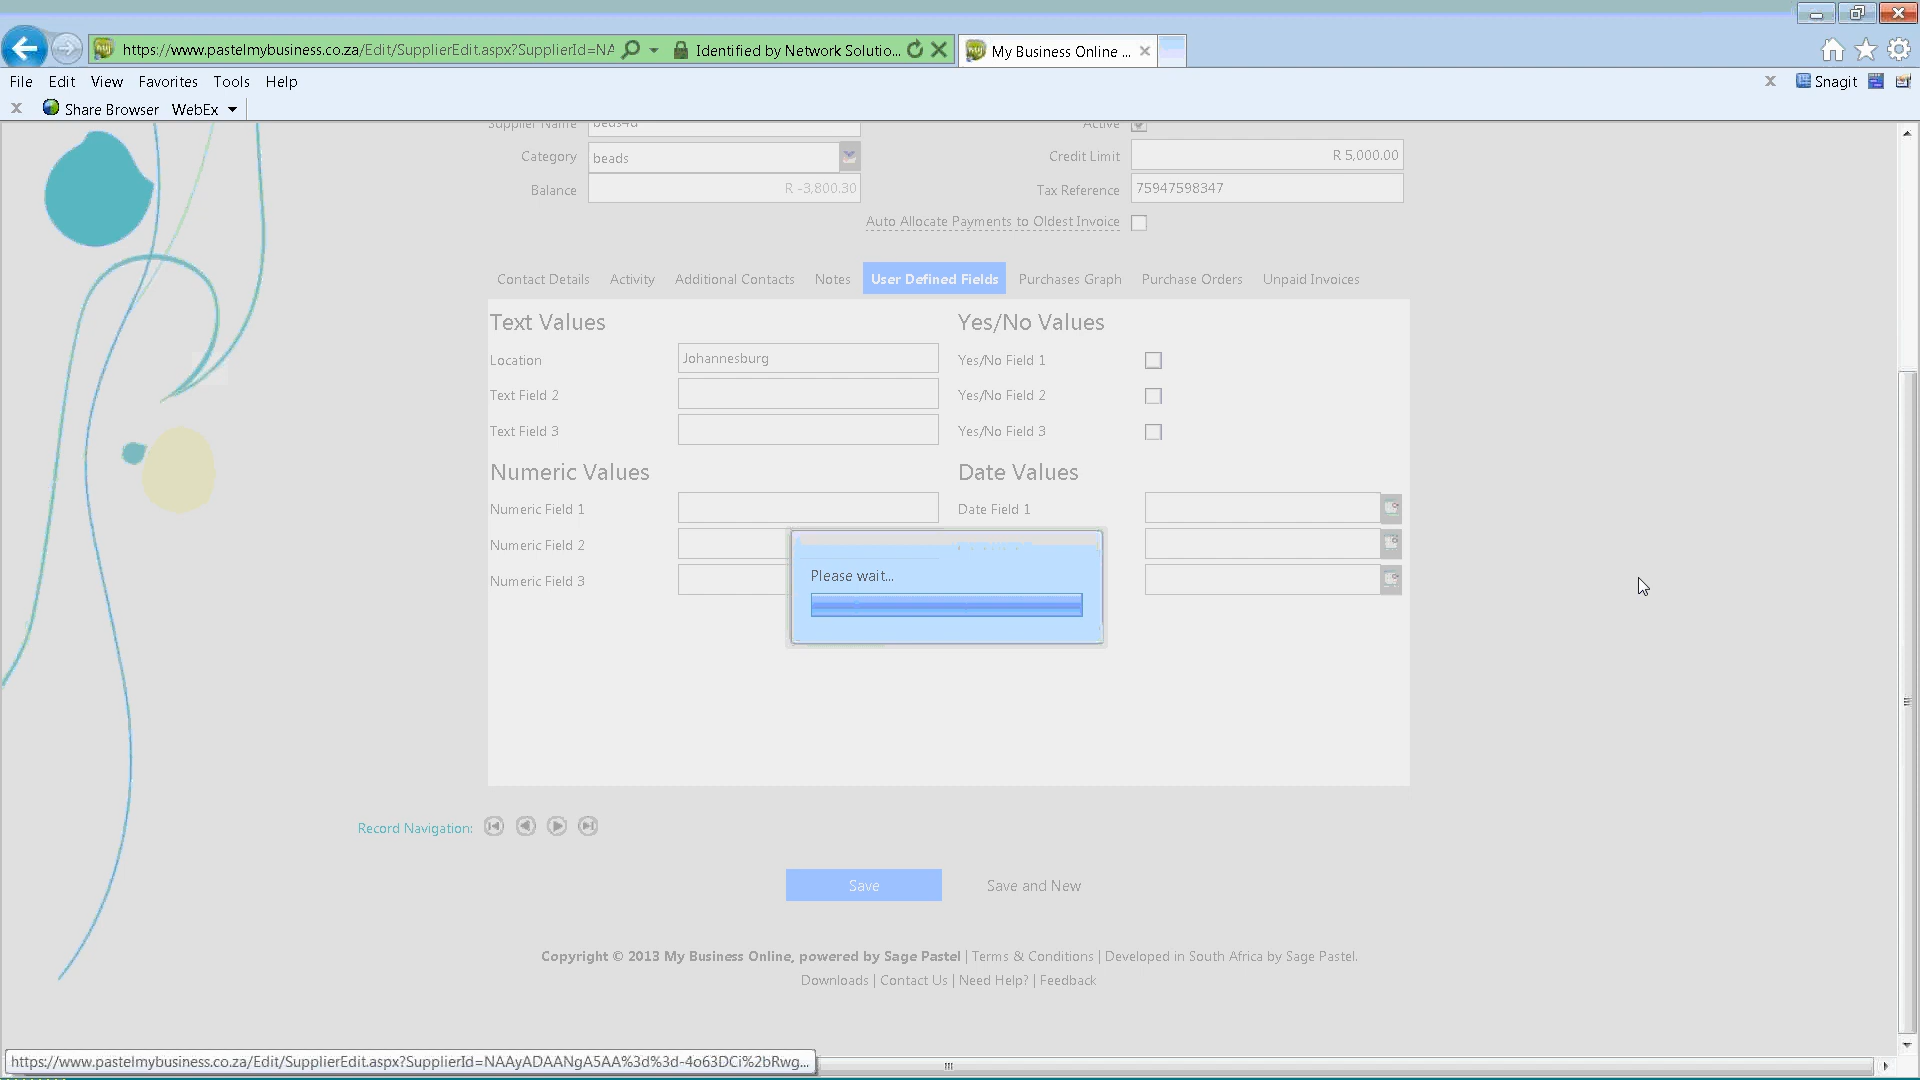 https://www.pastelmybusiness.co.za/Edit/SupplierEdit.aspx?SupplierId=NA
Identified by Network Solutio...
My Business Online ...
File Edit View Favorites Tools Help
Snagit
Share Browser WebEx
Supplier Name beds4u Active
Category beads Credit Limit R 5,000.00
Balance R -3,800.30 Tax Reference 75947598347
Auto Allocate Payments to Oldest Invoice
Contact Details Activity Additional Contacts Notes User Defined Fields Purchases Graph Purchase Orders Unpaid Invoices
Text Values Yes/No Values
Location Johannesburg Yes/No Field 1
Text Field 2 Yes/No Field 2
Text Field 3 Yes/No Field 3
Numeric Values Date Values
Numeric Field 1 Date Field 1
Numeric Field 2
Numeric Field 3
Please wait...
Record Navigation:
Save Save and New
Copyright © 2013 My Business Online, powered by Sage Pastel | Terms & Conditions | Developed in South Africa by Sage Pastel.
Downloads | Contact Us | Need Help? | Feedback
https://www.pastelmybusiness.co.za/Edit/SupplierEdit.aspx?SupplierId=NAAyADAANgA5AA%3d%3d-4o63DCi%2bRwg...